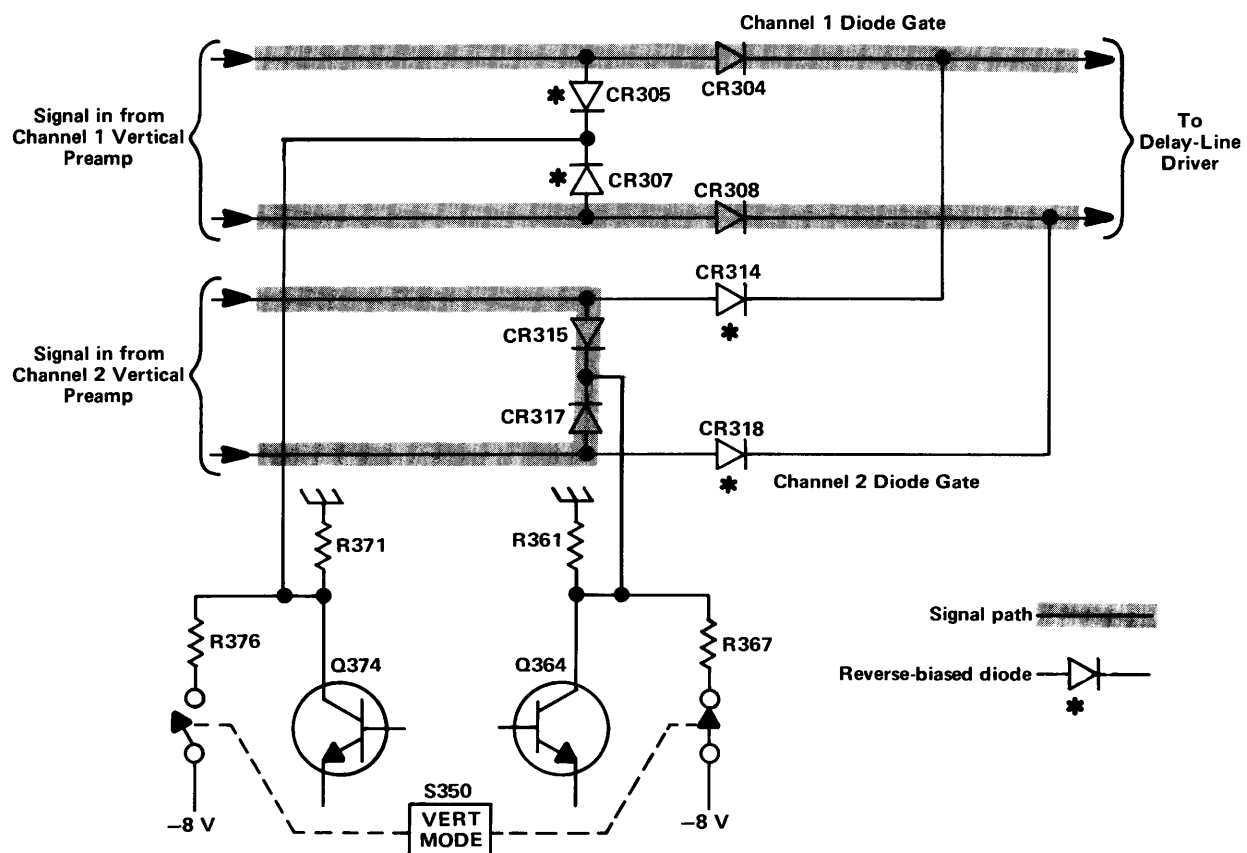 Channel 1 Diode Gate
CR304
Signal in from
Channel 1 Vertical
Preamp
*
CR305
*
CR307
CR308
To
Delay-Line
Driver
CR314
*
CR315
Signal in from
Channel 2 Vertical
Preamp
CR317
CR318
*
Channel 2 Diode Gate
R371
R361
R376
Q374
Q364
R367
Signal path
Reverse-biased diode
*
S350
VERT
MODE
–8 V
–8 V